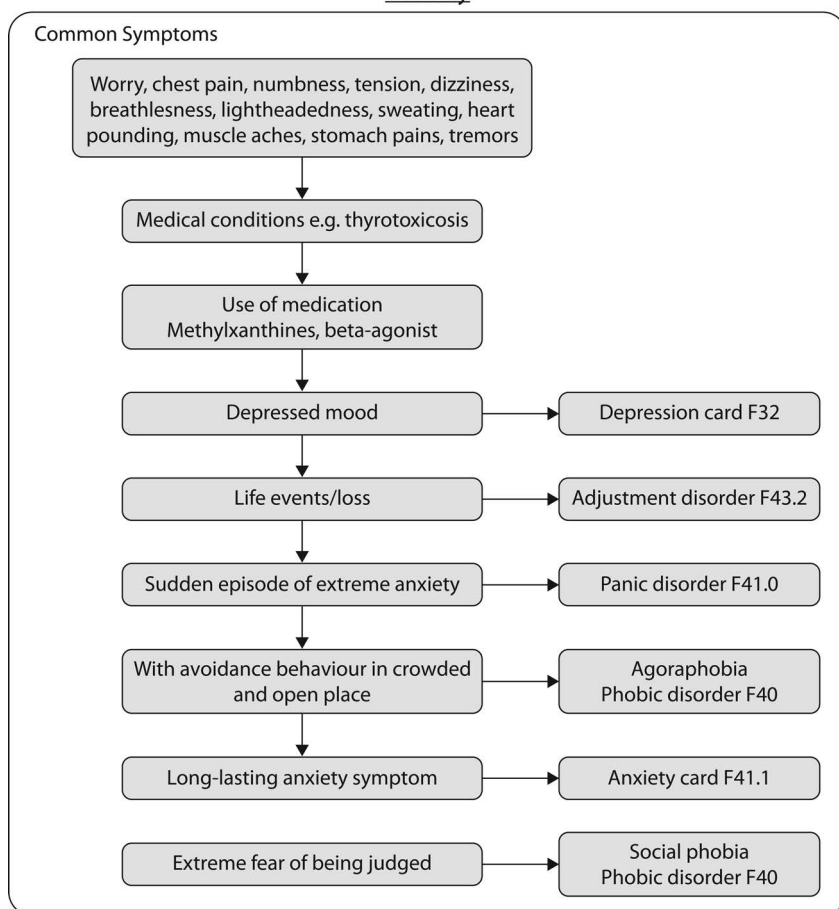 Common Symptoms
Worry, chest pain, numbness, tension, dizziness,
breathlesness, lightheadedness, sweating, heart
pounding, muscle aches, stomach pains, tremors
Medical conditions e.g. thyrotoxicosis
Use of medication
Methylxanthines, beta-agonist
Depressed mood
Depression card F32
Life events/loss
Adjustment disorder F43.2
Sudden episode of extreme anxiety
Panic disorder F41.0
With avoidance behaviour in crowded
and open place
Agoraphobia
Phobic disorder F40
Long-lasting anxiety symptom
Anxiety card F41.1
Extreme fear of being judged
Social phobia
Phobic disorder F40